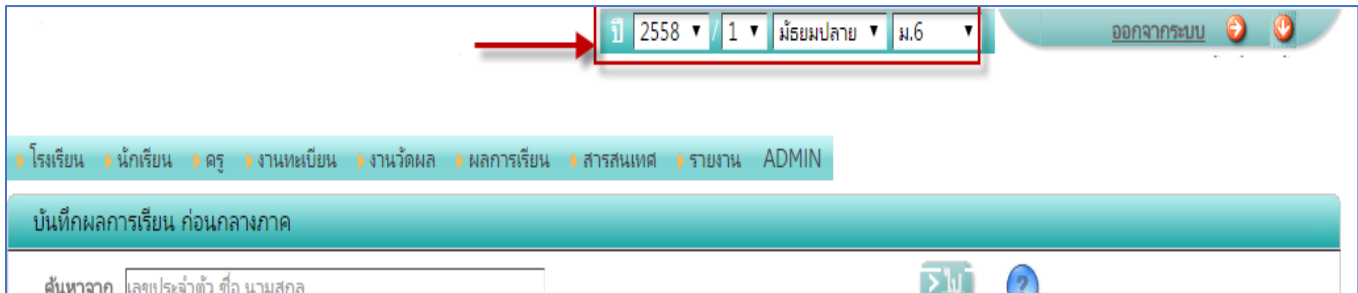 ปี 2558 / 1 มัธยมปลาย ม.6 ออกจากระบบ
โรงเรียน นักเรียน ครู งานทะเบียน งานวัดผล ผลการเรียน สารสนเทศ รายงาน ADMIN
บันทึกผลการเรียน ก่อนกลางภาค
ค้นหาจาก เลขประจำตัว ชื่อ นามสกุล > ไป ?